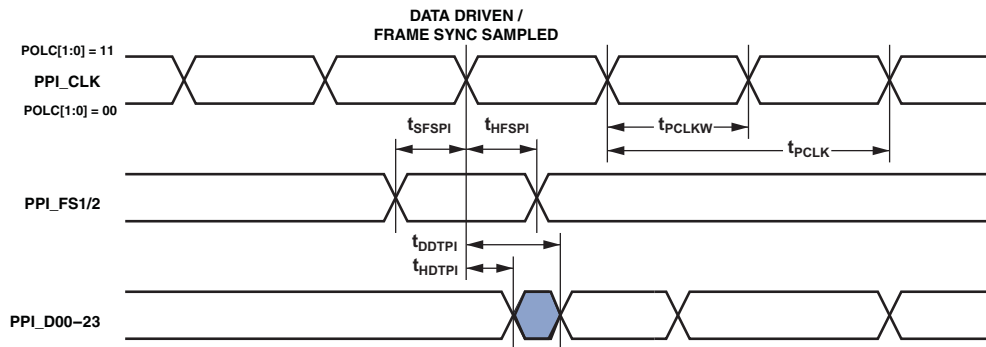 DATA DRIVEN /
FRAME SYNC SAMPLED
POLC[1:0] = 11
PPI_CLK
POLC[1:0] = 00
tSFSPI
tHFSPI
tPCLKW
tPCLK
PPI_FS1/2
tDDTPI
tHDTPI
PPI_D00–23